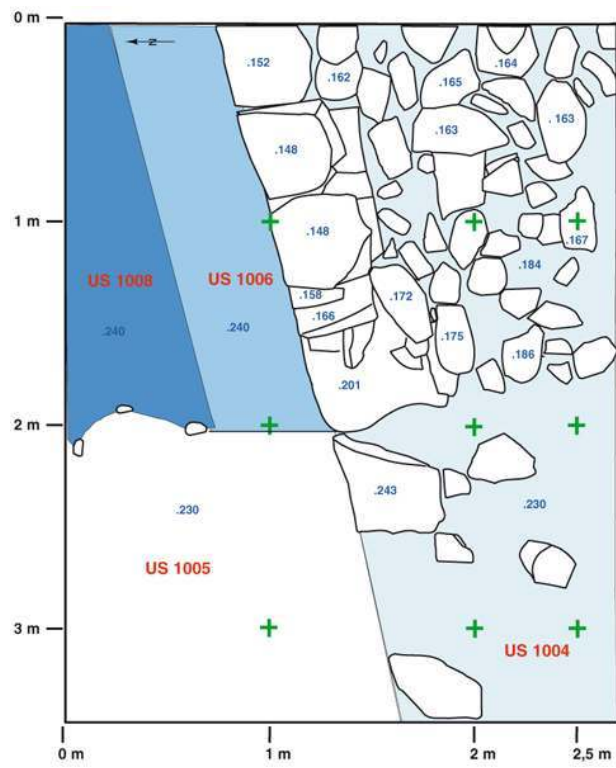 0 m
N
.152
.162
.165
.164
.163
.163
.148
1 m
.148
.167
.184
US 1008
US 1006
.158
.172
.166
.240
.240
.175
.186
.201
2 m
.243
.230
.230
US 1005
3 m
US 1004
0 m
1 m
2 m
2,5 m